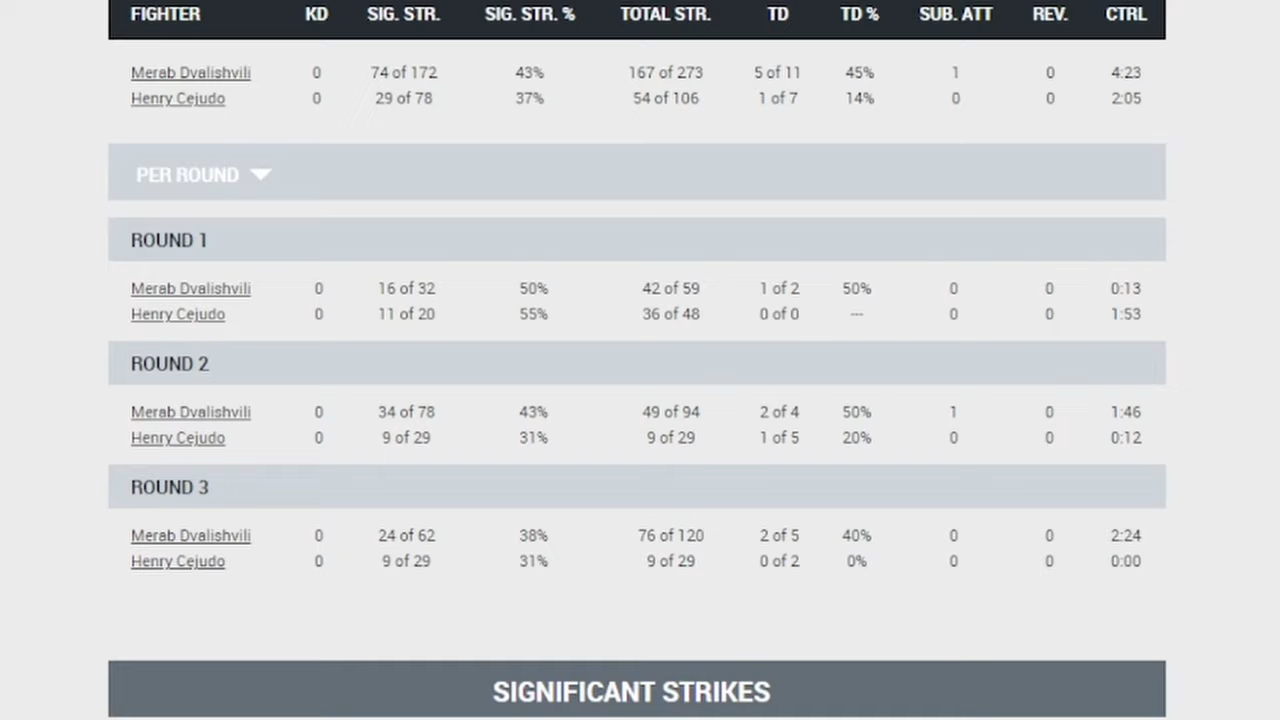 FIGHTER KD SIG. STR. SIG. STR. % TOTAL STR. TD TD % SUB. ATT REV. CTRL
Merab Dvalishvili 0 74 of 172 43% 167 of 273 5 of 11 45% 1 0 4:23
Henry Cejudo 0 29 of 78 37% 54 of 106 1 of 7 14% 0 0 2:05
PER ROUND
ROUND 1
Merab Dvalishvili 0 16 of 32 50% 42 of 59 1 of 2 50% 0 0 0:13
Henry Cejudo 0 11 of 20 55% 36 of 48 0 of 0 --- 0 0 1:53
ROUND 2
Merab Dvalishvili 0 34 of 78 43% 49 of 94 2 of 4 50% 1 0 1:46
Henry Cejudo 0 9 of 29 31% 9 of 29 1 of 5 20% 0 0 0:12
ROUND 3
Merab Dvalishvili 0 24 of 62 38% 76 of 120 2 of 5 40% 0 0 2:24
Henry Cejudo 0 9 of 29 31% 9 of 29 0 of 2 0% 0 0 0:00
SIGNIFICANT STRIKES